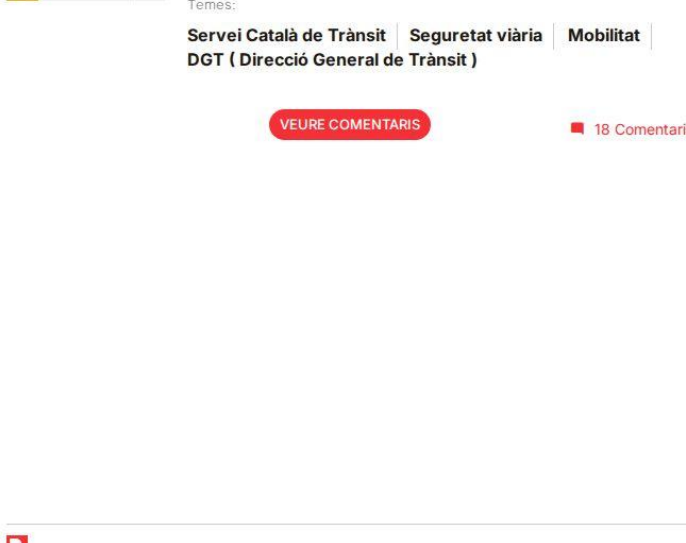 Temes:
Servei Català de Trànsit Seguretat viària Mobilitat
DGT ( Direcció General de Trànsit )
VEURE COMENTARIS 18 Comentari